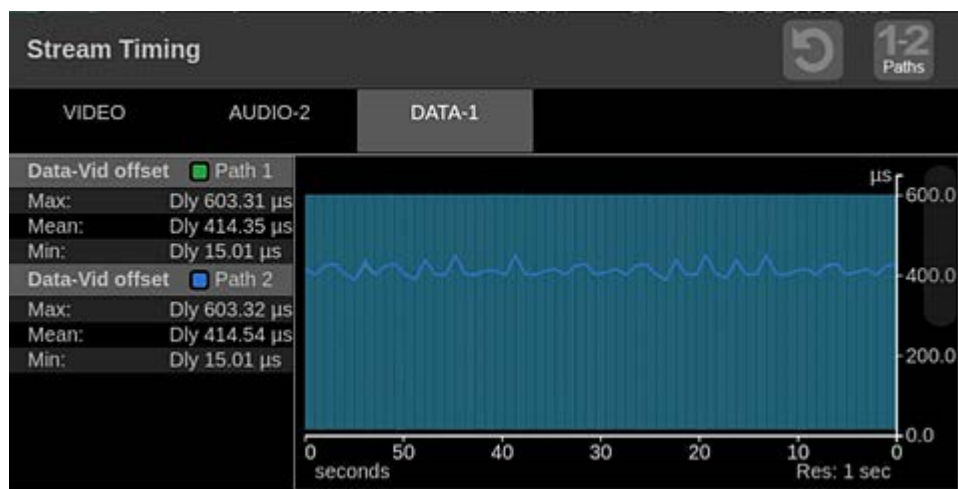 Stream Timing
1-2
Paths
VIDEO AUDIO-2 DATA-1
Data-Vid offset Path 1
Max: Dly 603.31 µs
Mean: Dly 414.35 µs
Min: Dly 15.01 µs
Data-Vid offset Path 2
Max: Dly 603.32 µs
Mean: Dly 414.54 µs
Min: Dly 15.01 µs
µs
600.0
400.0
200.0
0.0
0 50 40 30 20 10 0
seconds Res: 1 sec